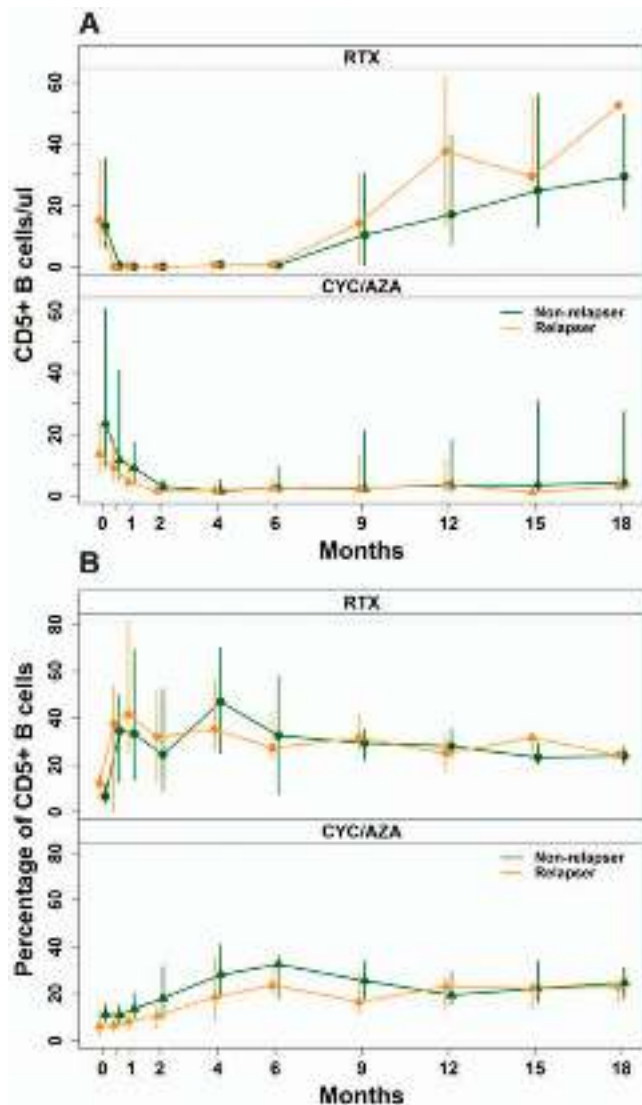 A
RTX
CD5+ B cells/ul
0 20 40 60
CYC/AZA
0 20 40 60
Non-relapser
Relapser
0 1 2 4 6 9 12 15 18
Months
B
RTX
Percentage of CD5+ B cells
0 20 40 60 80
CYC/AZA
0 20 40 60 80
Non-relapser
Relapser
0 1 2 4 6 9 12 15 18
Months